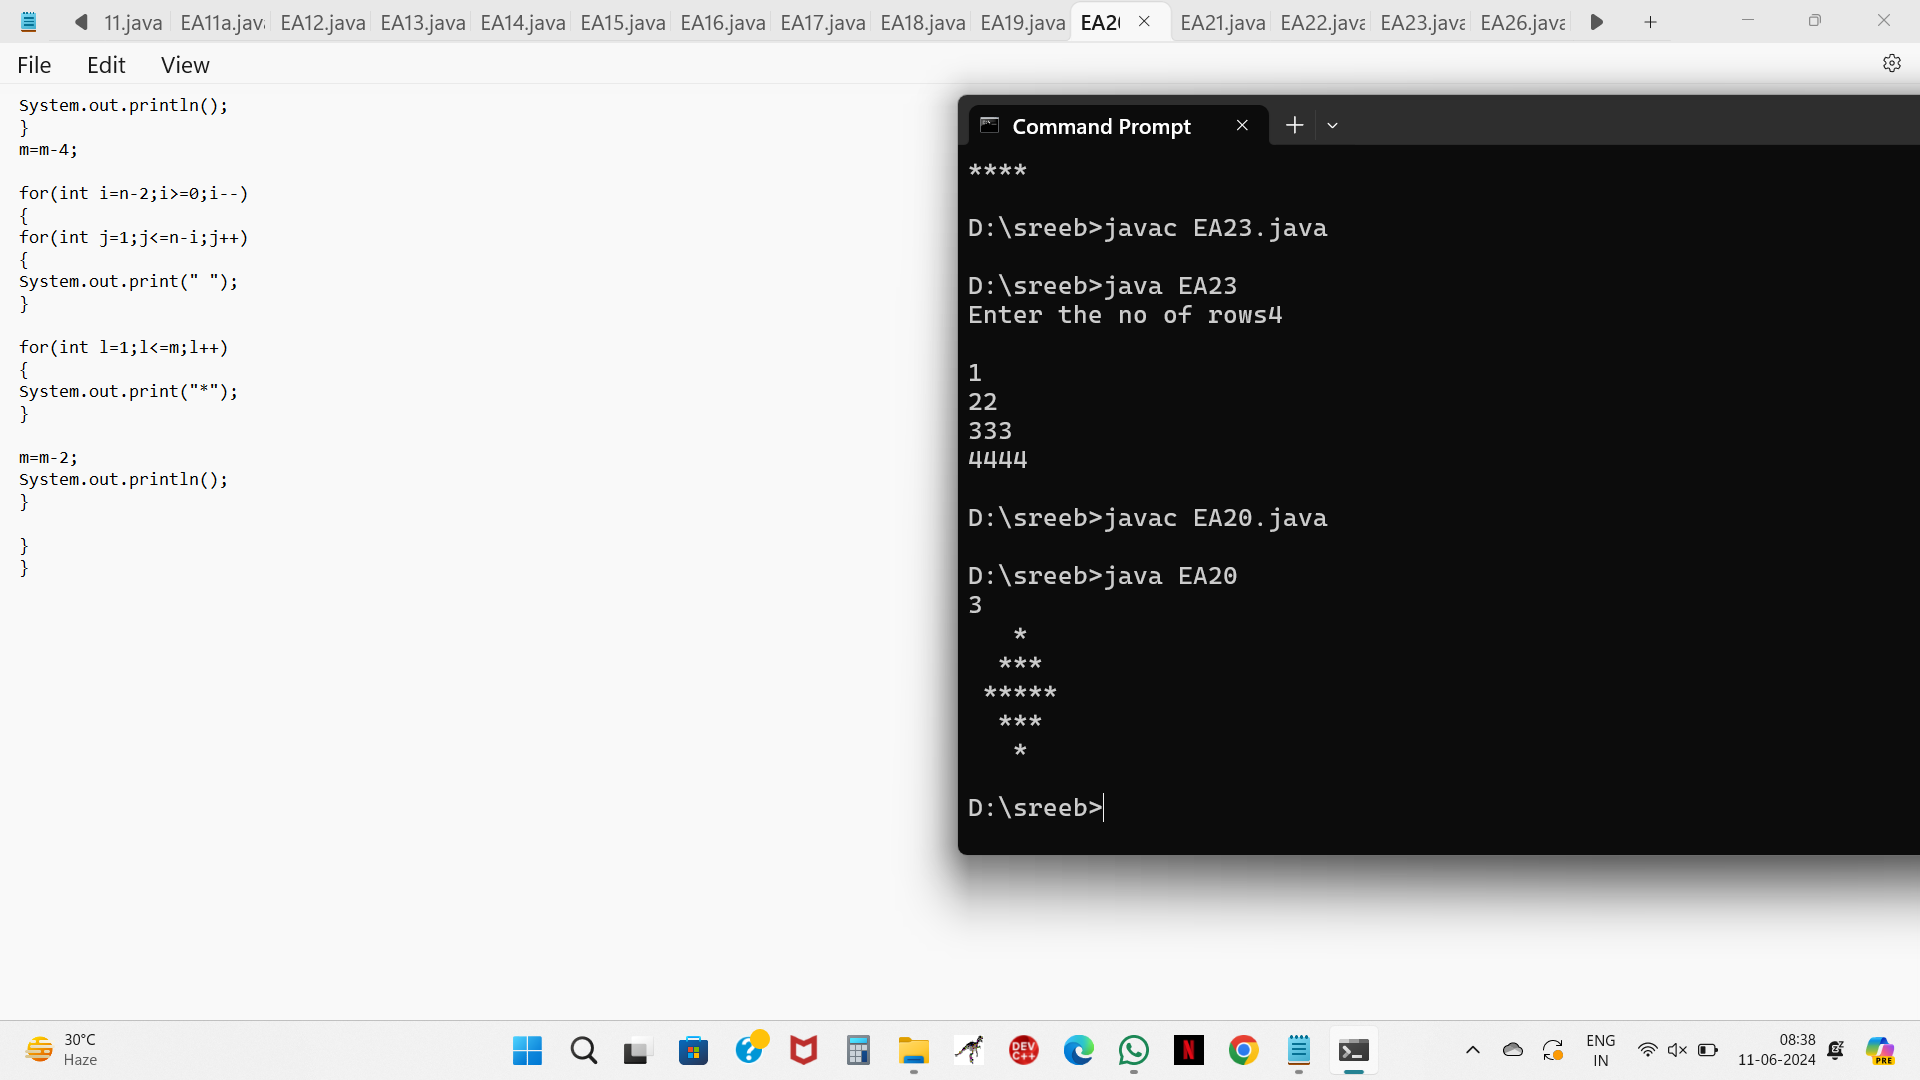 11.java EA11a.java EA12.java EA13.java EA14.java EA15.java EA16.java EA17.java EA18.java EA19.java EA20 EA21.java EA22.java EA23.java EA26.java
File Edit View
System.out.println();
}
m=m-4;
for(int i=n-2;i>=0;i--)
{
for(int j=1;j<=n-i;j++)
{
System.out.print(" ");
}
for(int l=1;l<=m;l++)
{
System.out.print("*");
}
m=m-2;
System.out.println();
}
}
}
Command Prompt
****
D:\sreeb>javac EA23.java
D:\sreeb>java EA23
Enter the no of rows4
1
22
333
4444
D:\sreeb>javac EA20.java
D:\sreeb>java EA20
3
   *
  ***
 *****
  ***
   *
D:\sreeb>
30°C
Haze
DEV
C++
N
ENG
IN
08:38
11-06-2024
PRE